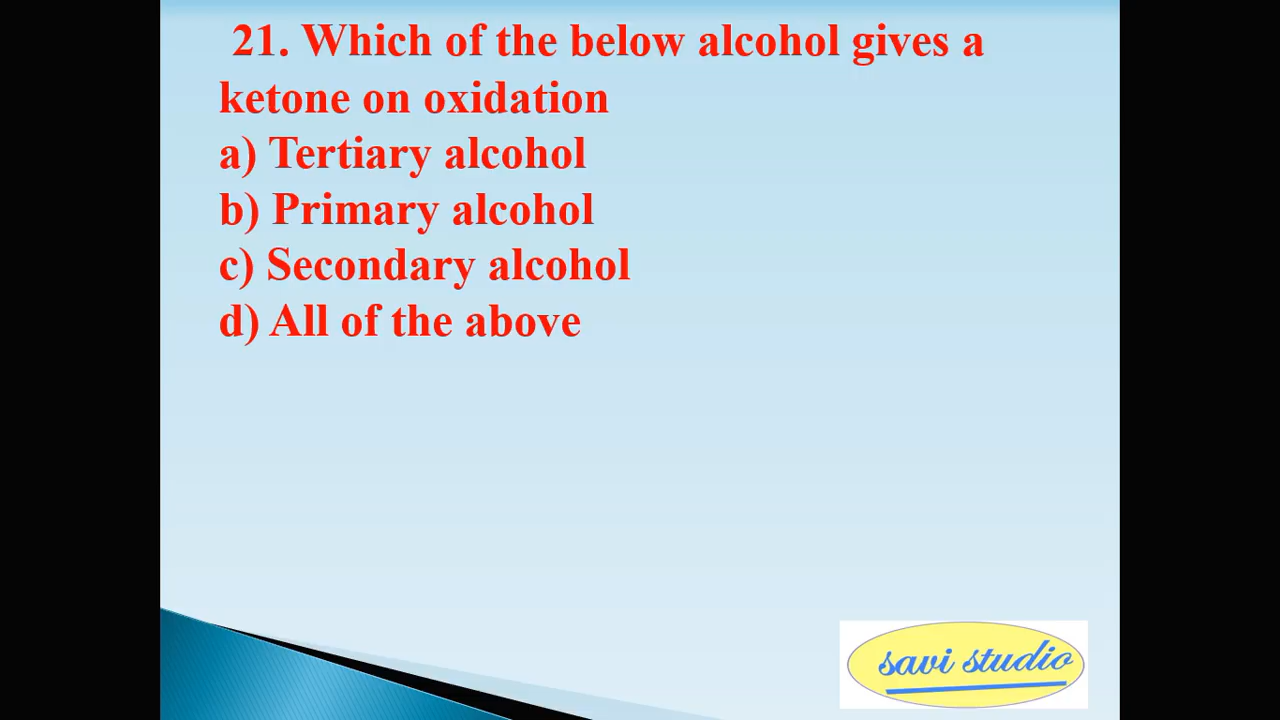 21. Which of the below alcohol gives a
ketone on oxidation
a) Tertiary alcohol
b) Primary alcohol
c) Secondary alcohol
d) All of the above
savi studio